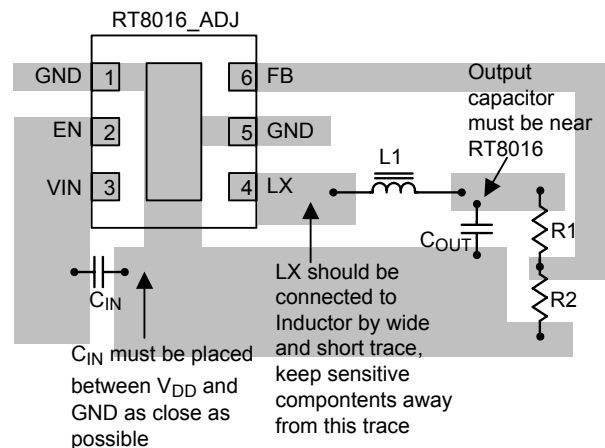 RT8016_ADJ
GND 1
6 FB
EN 2
5 GND
VIN 3
4 LX
Output
capacitor
must be near
RT8016
L1
COUT
R1
R2
CIN
LX should be
connected to
Inductor by wide
and short trace,
keep sensitive
compontents away
from this trace
CIN must be placed
between VDD and
GND as close as
possible